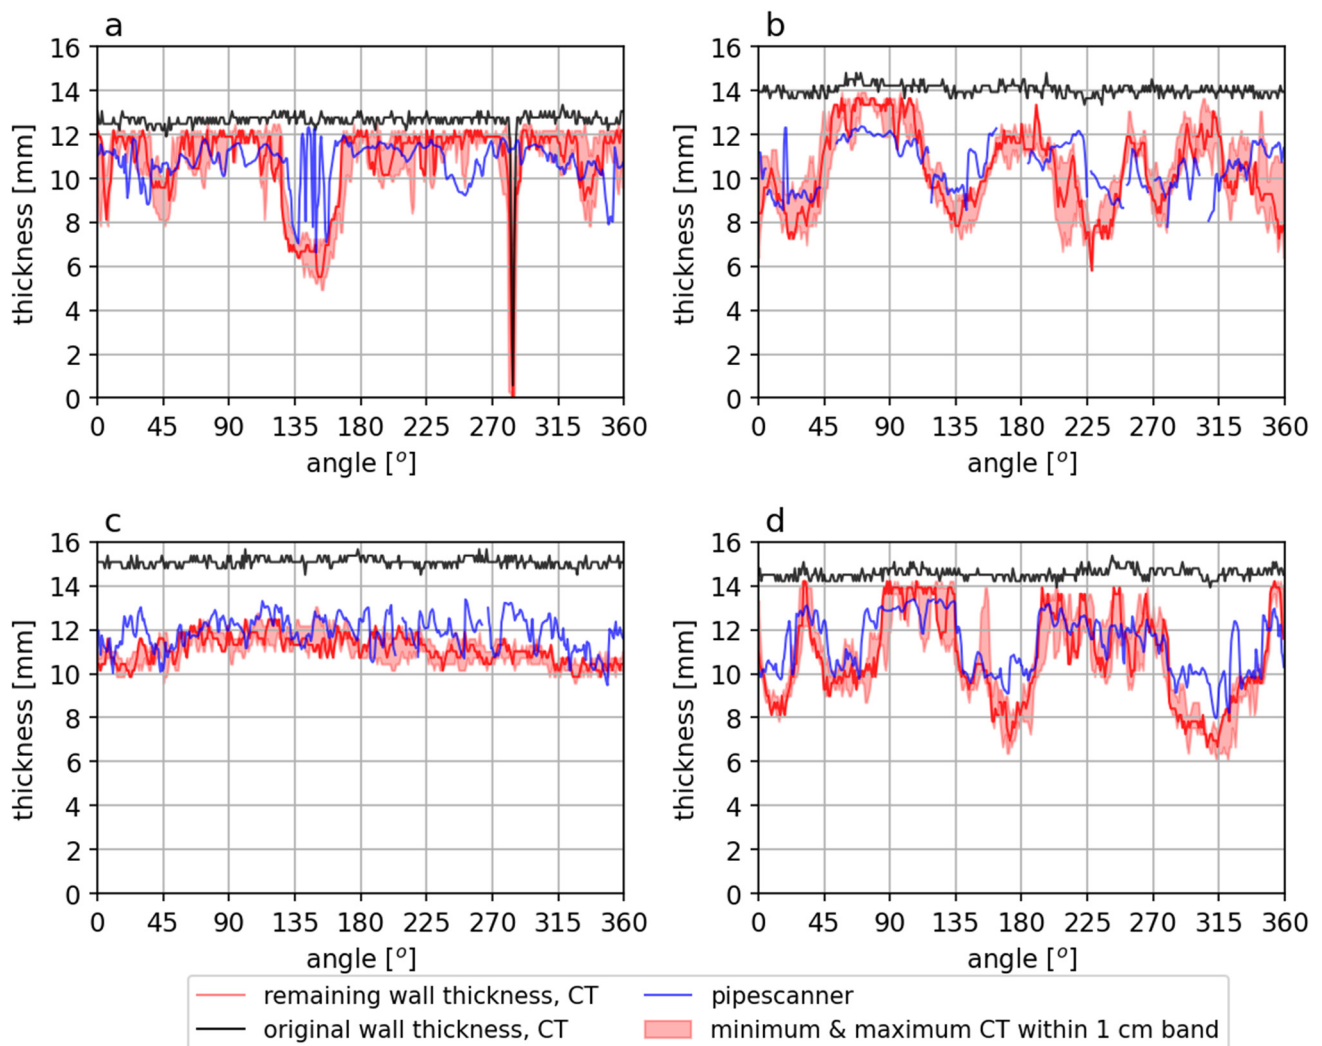 a
b
16
14
12
10
8
6
4
2
0
thickness [mm]
0 45 90 135 180 225 270 315 360
angle [o]
16
14
12
10
8
6
4
2
0
thickness [mm]
0 45 90 135 180 225 270 315 360
angle [o]
c
d
16
14
12
10
8
6
4
2
0
thickness [mm]
0 45 90 135 180 225 270 315 360
angle [o]
16
14
12
10
8
6
4
2
0
thickness [mm]
0 45 90 135 180 225 270 315 360
angle [o]
remaining wall thickness, CT
original wall thickness, CT
pipescanner
minimum & maximum CT within 1 cm band